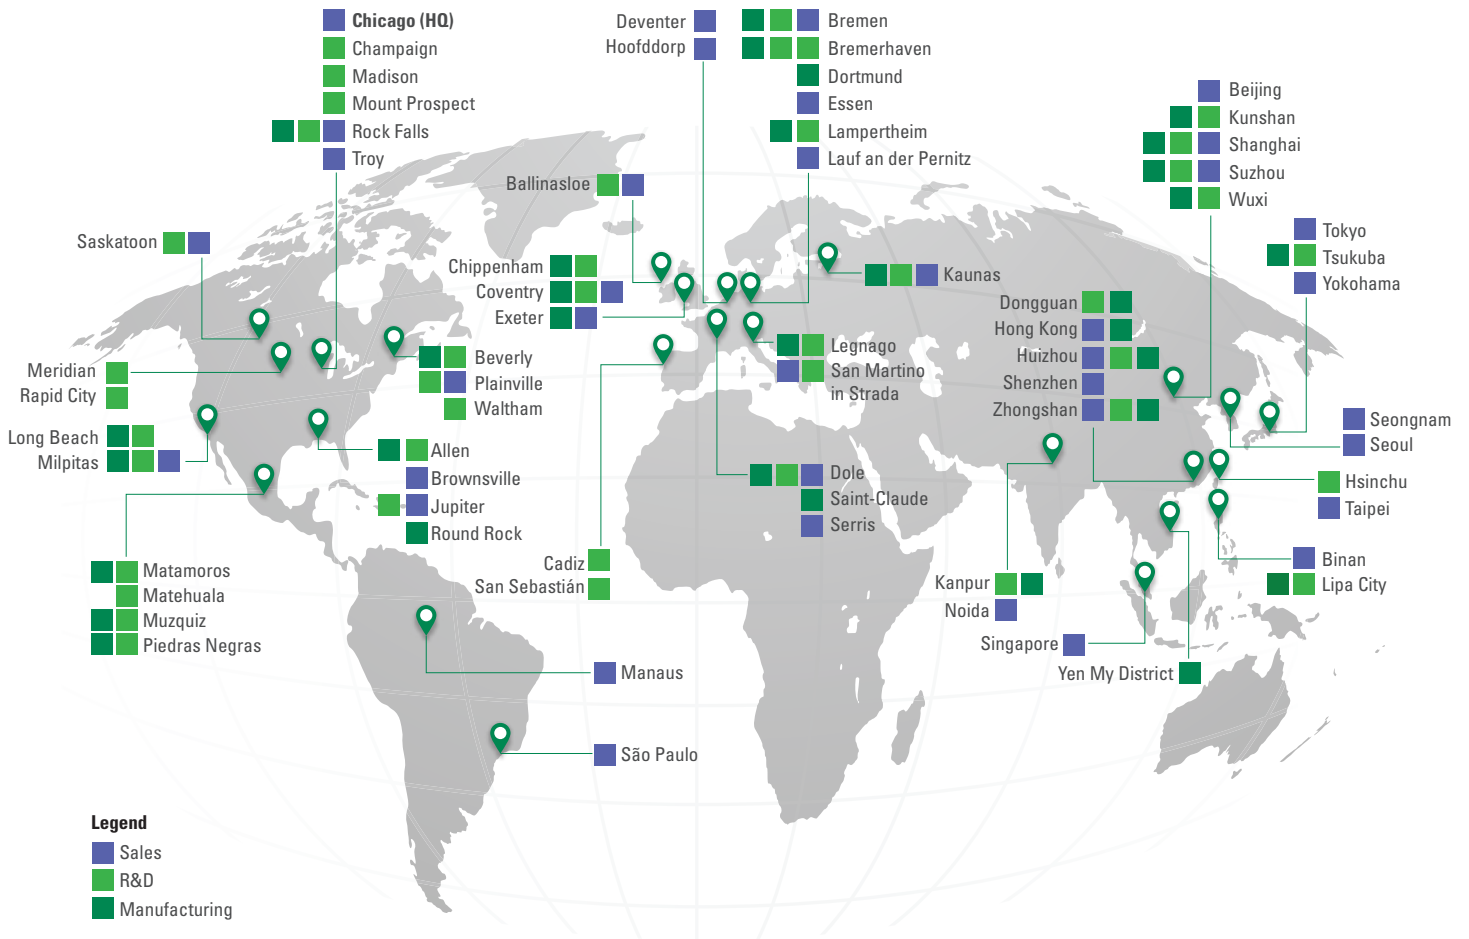 Chicago (HQ)
Champaign
Madison
Mount Prospect
Rock Falls
Troy
Deventer
Hoofddorp
Bremen
Bremerhaven
Dortmund
Essen
Lampertheim
Lauf an der Pernitz
Beijing
Kunshan
Shanghai
Suzhou
Wuxi
Ballinasloe
Saskatoon
Tokyo
Tsukuba
Yokohama
Chippenham
Coventry
Exeter
Kaunas
Dongguan
Hong Kong
Huizhou
Shenzhen
Zhongshan
Meridian
Rapid City
Beverly
Plainville
Waltham
Legnago
San Martino
in Strada
Long Beach
Milpitas
Allen
Brownsville
Jupiter
Round Rock
Dole
Saint-Claude
Serris
Seongnam
Seoul
Hsinchu
Taipei
Matamoros
Matehuala
Muzquiz
Piedras Negras
Cadiz
San Sebastián
Kanpur
Noida
Binan
Lipa City
Singapore
Yen My District
Manaus
São Paulo
Legend
Sales
R&D
Manufacturing